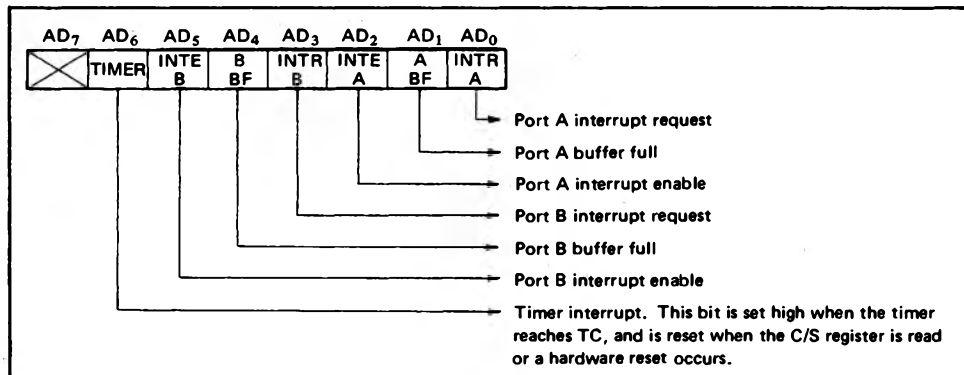 AD7 AD6 AD5 AD4 AD3 AD2 AD1 AD0
TIMER INTE B B BF INTR B INTE A A BF INTR A
Port A interrupt request
Port A buffer full
Port A interrupt enable
Port B interrupt request
Port B buffer full
Port B interrupt enable
Timer interrupt. This bit is set high when the timer
reaches TC, and is reset when the C/S register is read
or a hardware reset occurs.